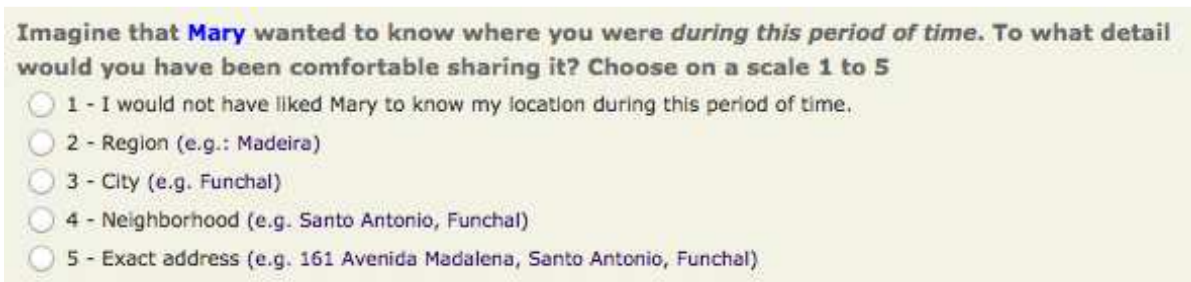 Imagine that Mary wanted to know where you were during this period of time. To what detail
would you have been comfortable sharing it? Choose on a scale 1 to 5
1 - I would not have liked Mary to know my location during this period of time.
2 - Region (e.g.: Madeira)
3 - City (e.g. Funchal)
4 - Neighborhood (e.g. Santo Antonio, Funchal)
5 - Exact address (e.g. 161 Avenida Madalena, Santo Antonio, Funchal)